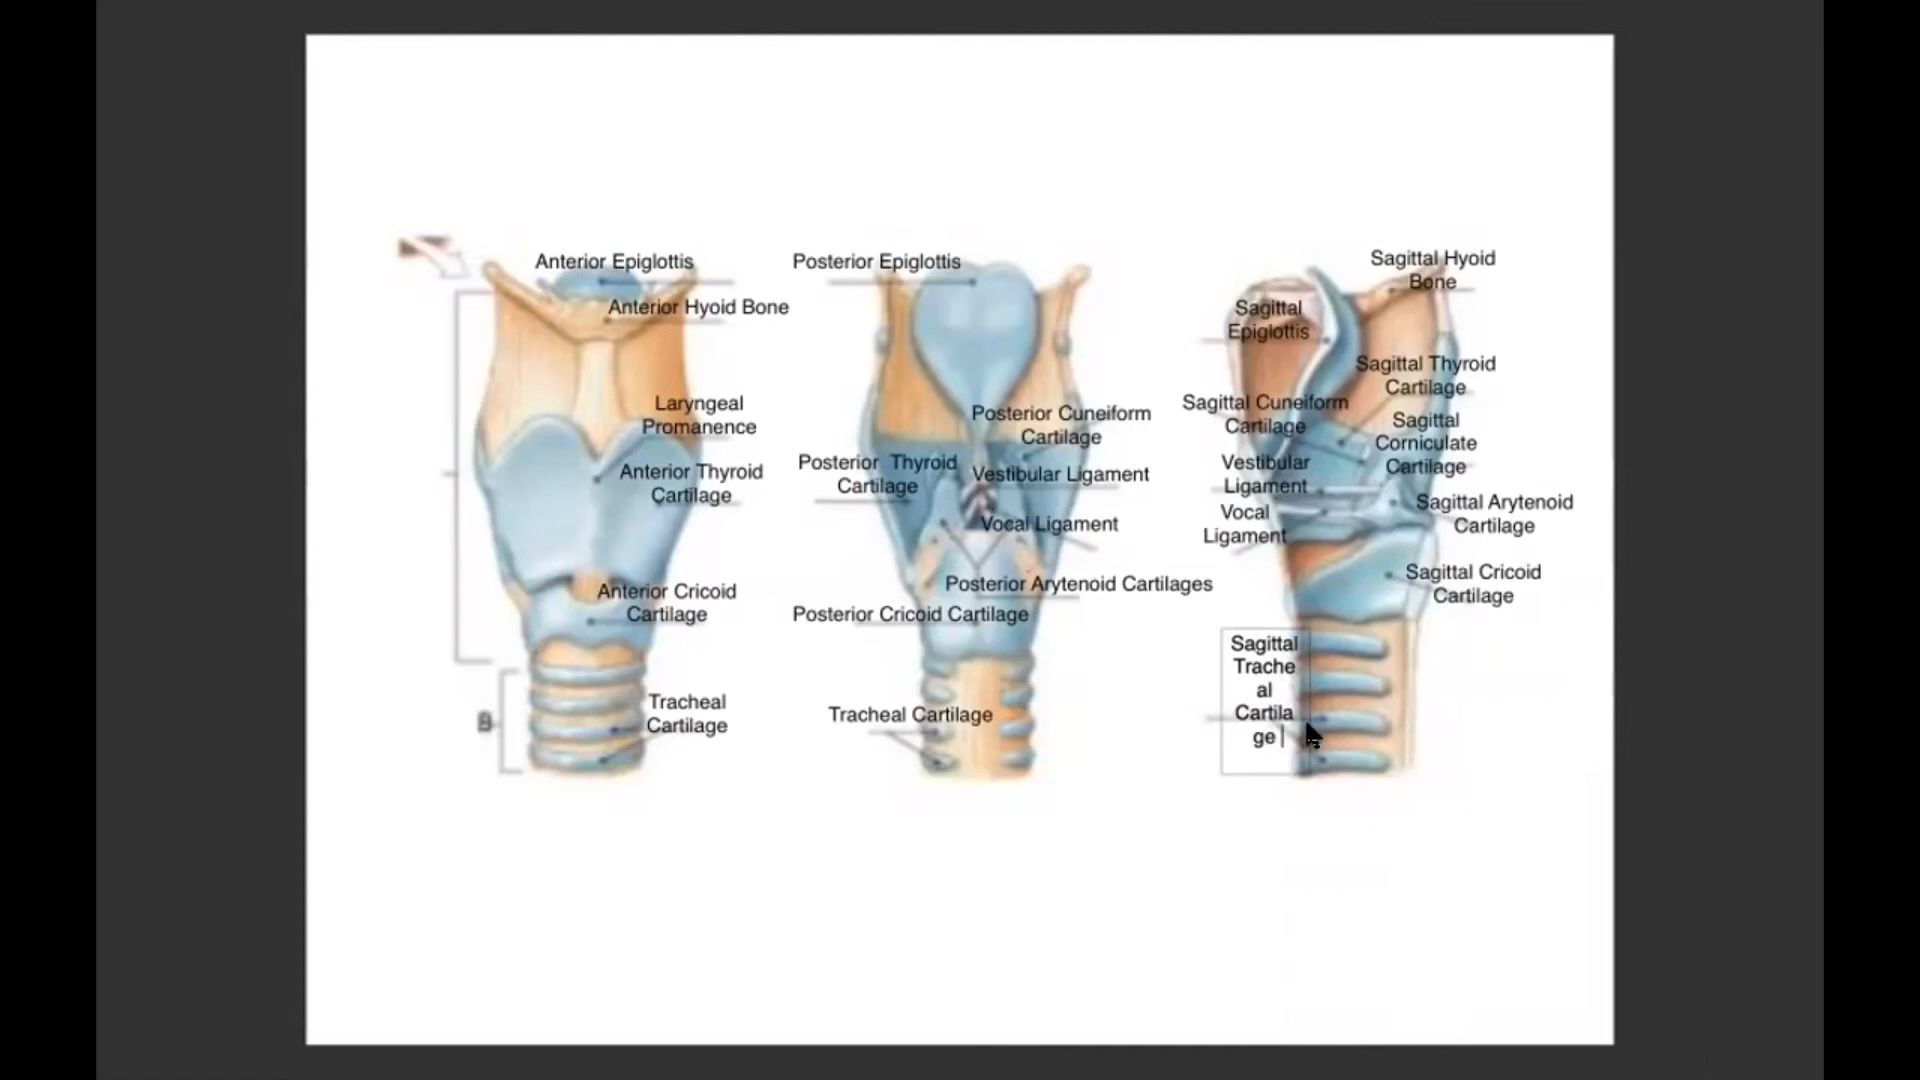 Anterior Epiglottis
Anterior Hyoid Bone
Laryngeal
Promanence
Anterior Thyroid
Cartilage
Anterior Cricoid
Cartilage
Tracheal
Cartilage
B
Posterior Epiglottis
Posterior Cuneiform
Cartilage
Posterior Thyroid
Cartilage
Vestibular Ligament
Vocal Ligament
Posterior Arytenoid Cartilages
Posterior Cricoid Cartilage
Tracheal Cartilage
Sagittal Hyoid
Bone
Sagittal
Epiglottis
Sagittal Thyroid
Cartilage
Sagittal Cuneiform
Cartilage
Sagittal
Corniculate
Cartilage
Vestibular
Ligament
Sagittal Arytenoid
Cartilage
Vocal
Ligament
Sagittal Cricoid
Cartilage
Sagittal
Trache
al
Cartila
ge